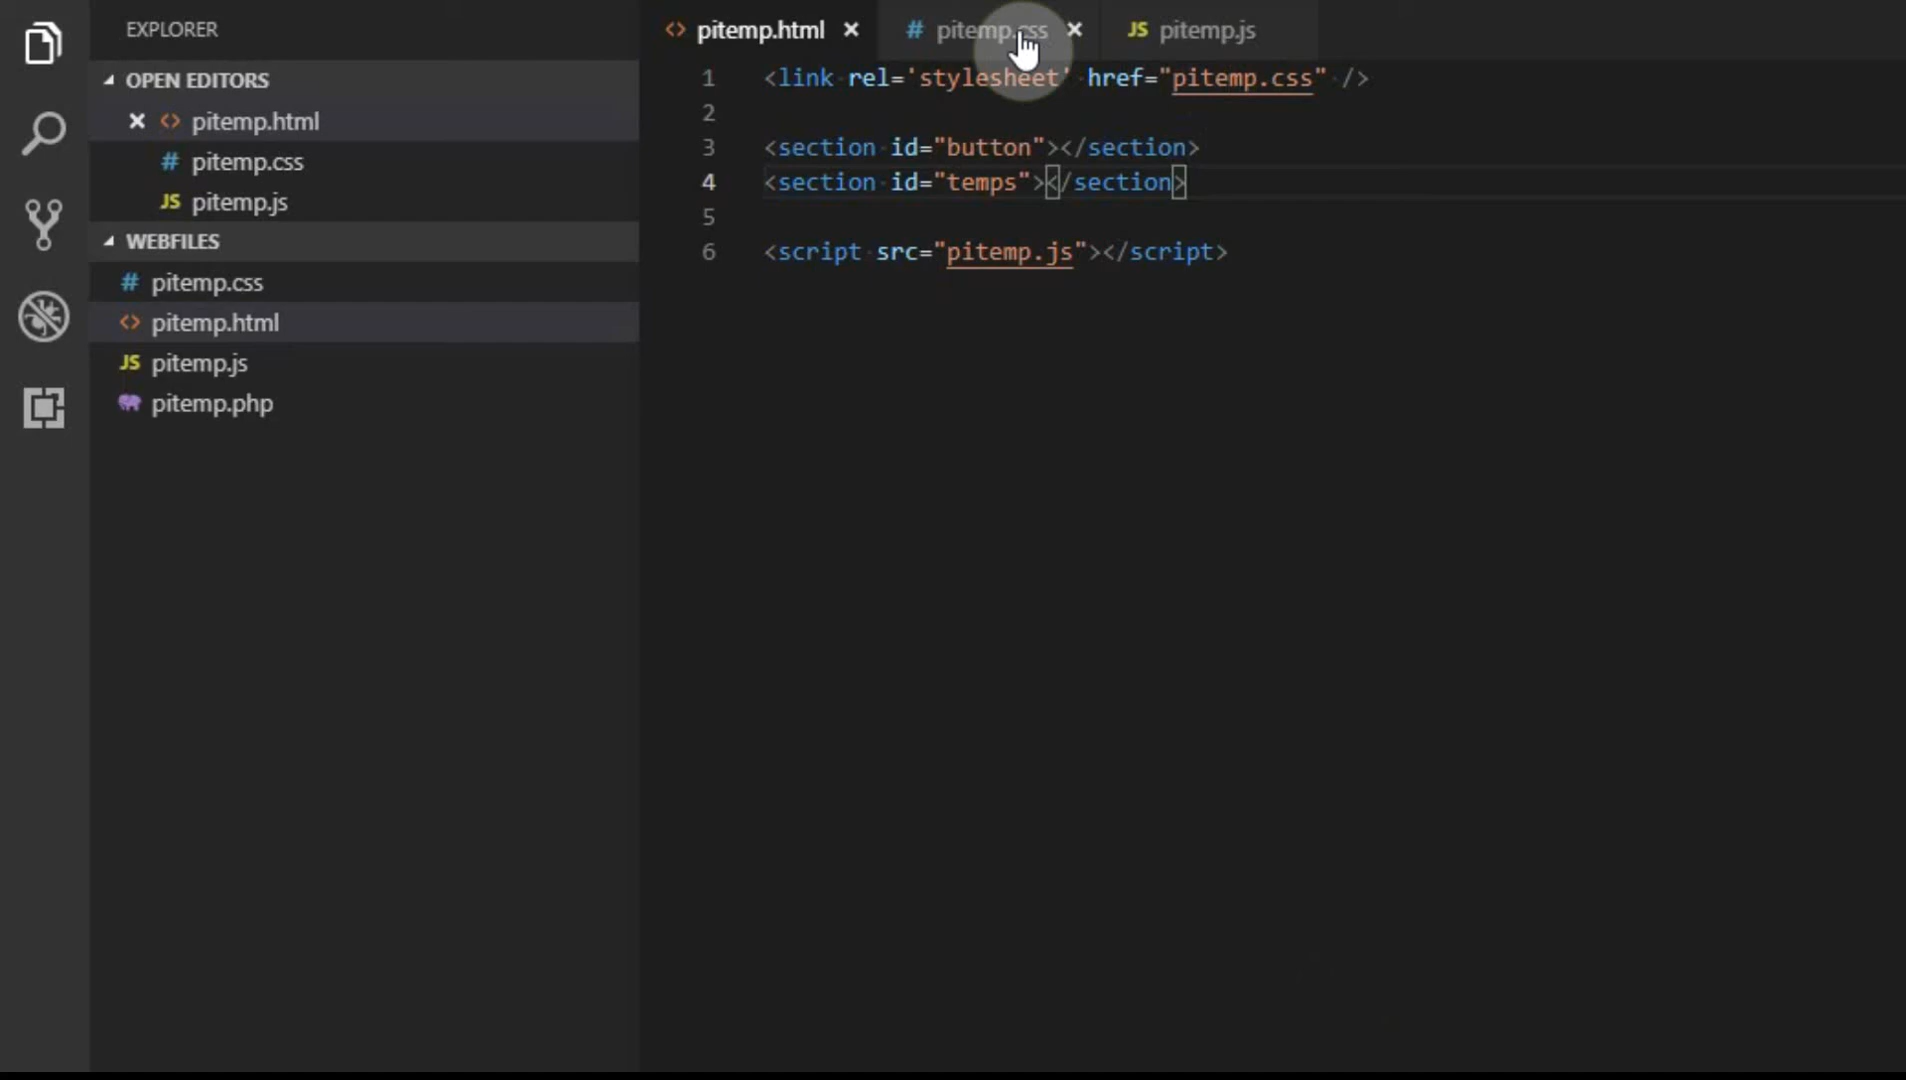 EXPLORER
OPEN EDITORS
pitemp.html
pitemp.css
pitemp.js
WEBFILES
pitemp.css
pitemp.html
pitemp.js
pitemp.php
pitemp.html pitemp.css pitemp.js
1 <link rel='stylesheet' href="pitemp.css" />
2
3 <section id="button"></section>
4 <section id="temps"></section>
5
6 <script src="pitemp.js"></script>